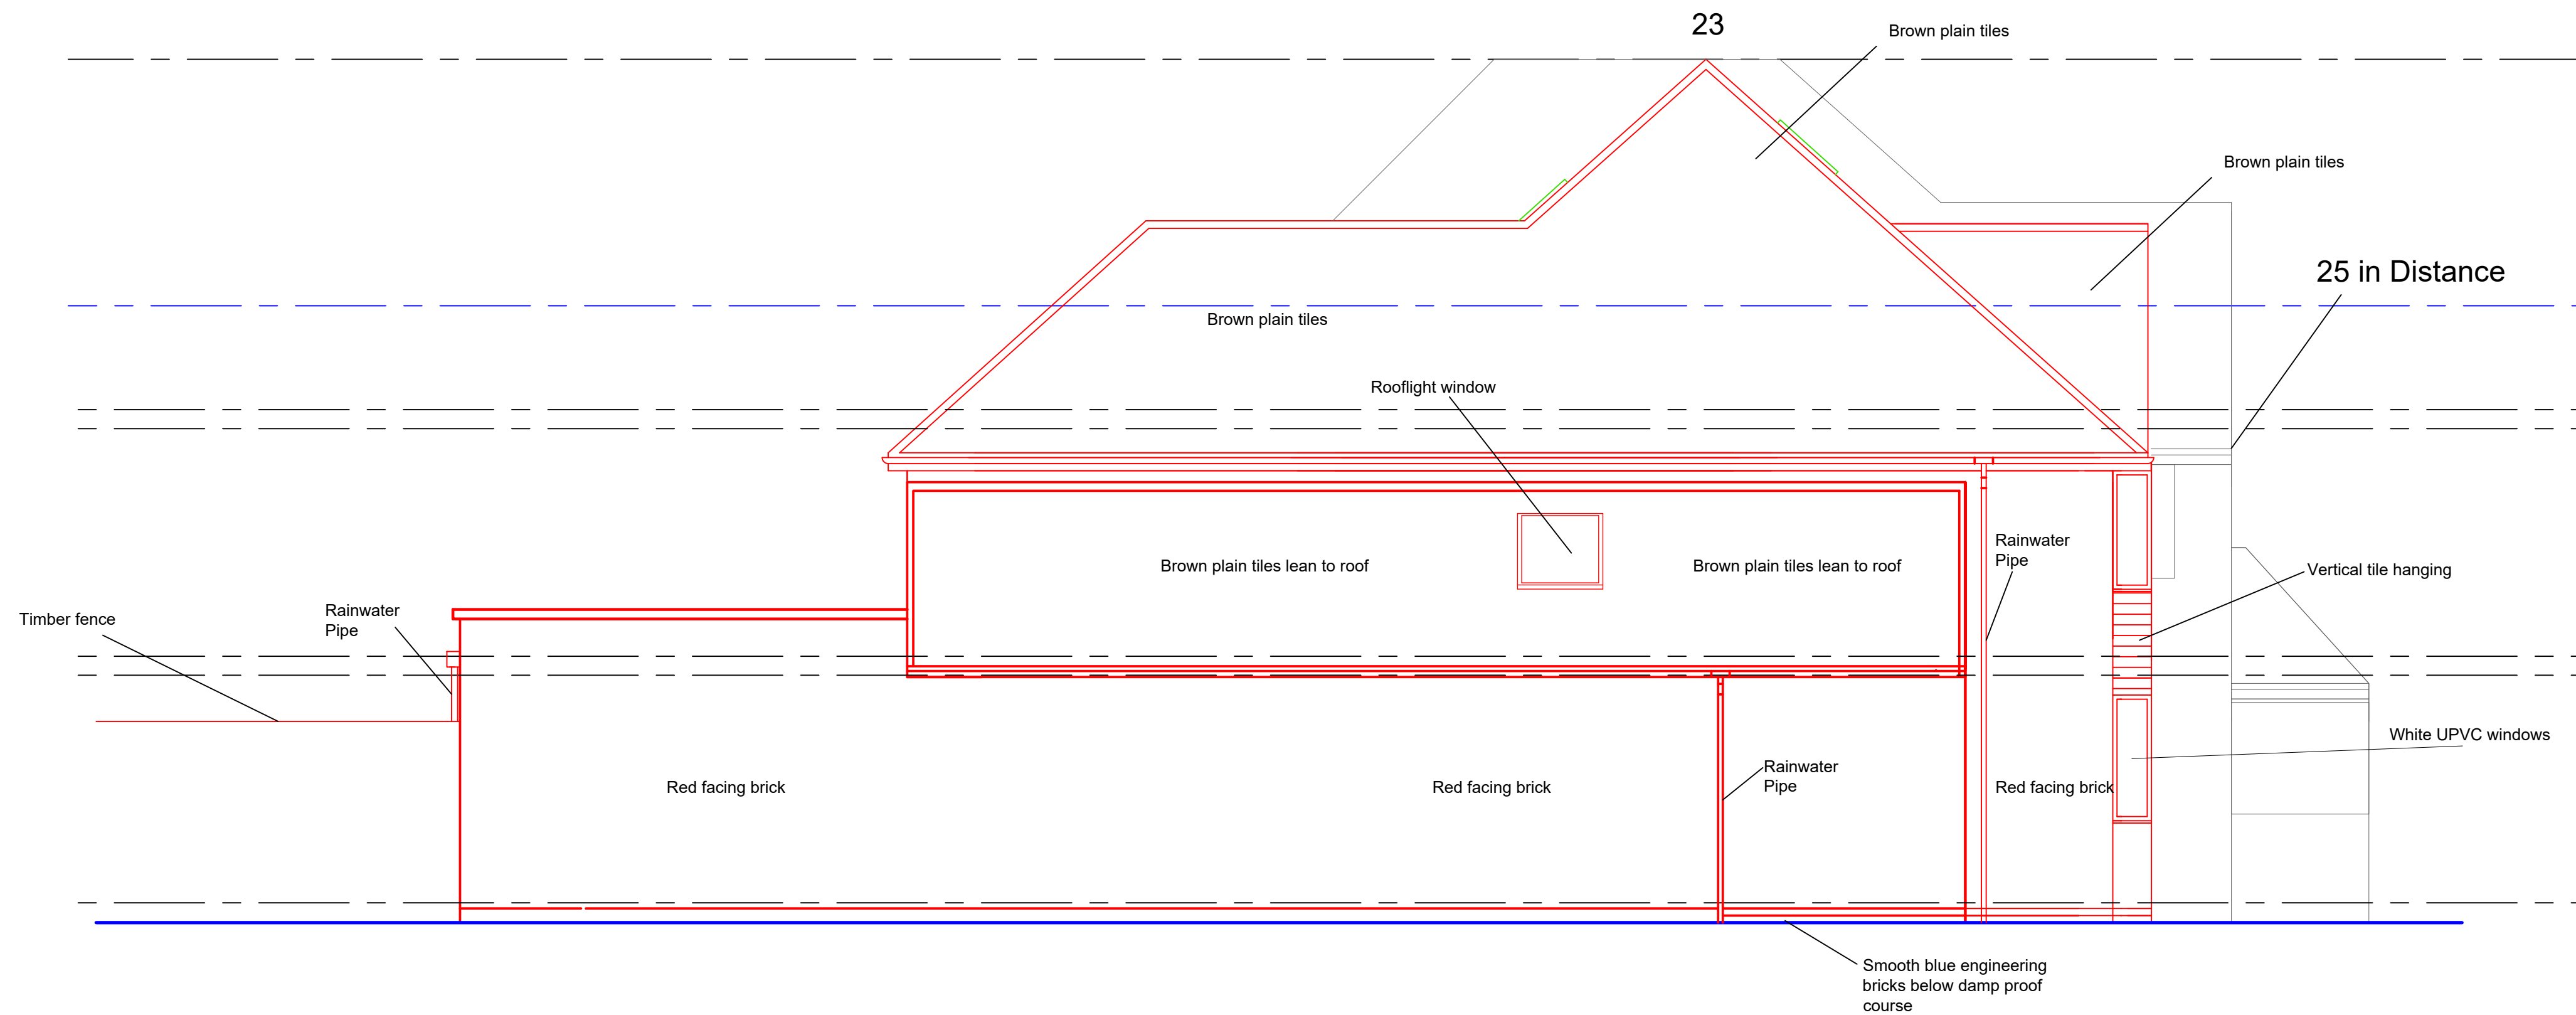 23
Brown plain tiles
Brown plain tiles
25 in Distance
Brown plain tiles
Rooflight window
Rainwater
Pipe
Brown plain tiles lean to roof
Brown plain tiles lean to roof
Vertical tile hanging
Rainwater
Pipe
Timber fence
White UPVC windows
Rainwater
Pipe
Red facing brick
Red facing brick
Red facing brick
Smooth blue engineering
bricks below damp proof
course